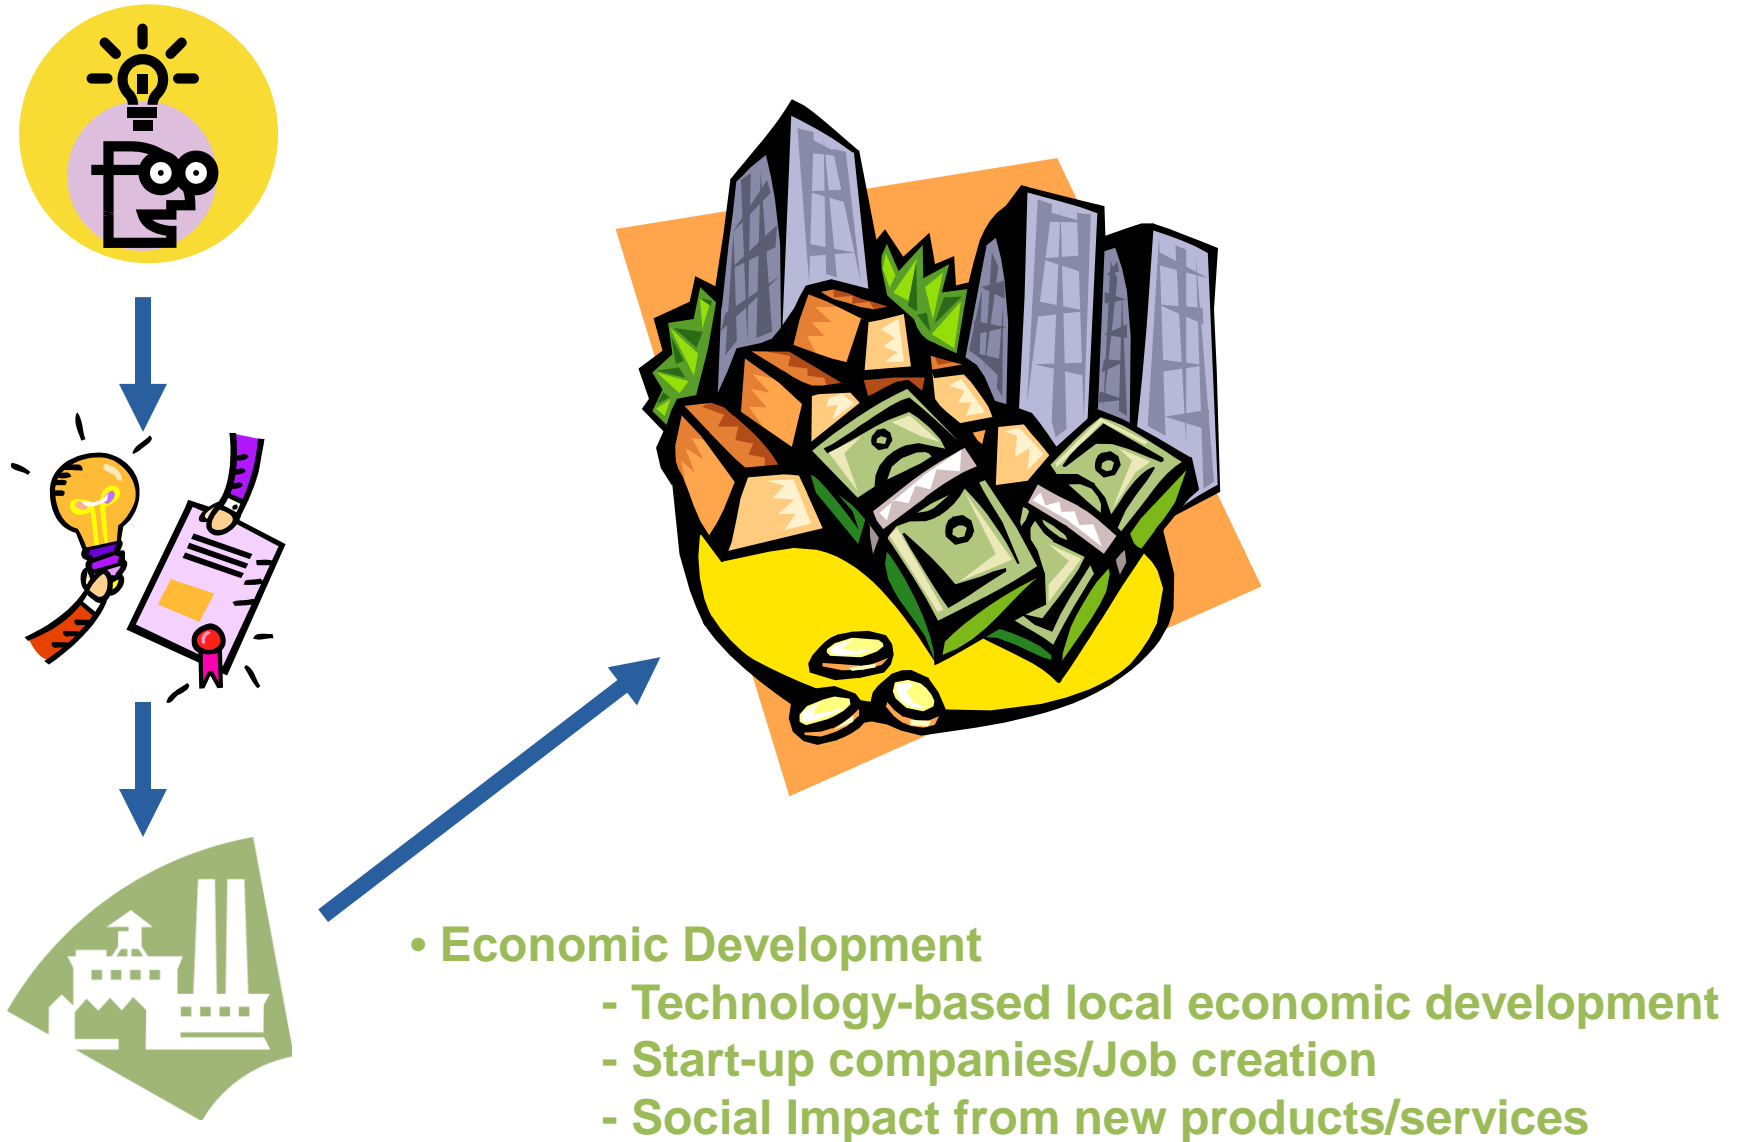 • Economic Development
- Technology-based local economic development
- Start-up companies/Job creation
- Social Impact from new products/services